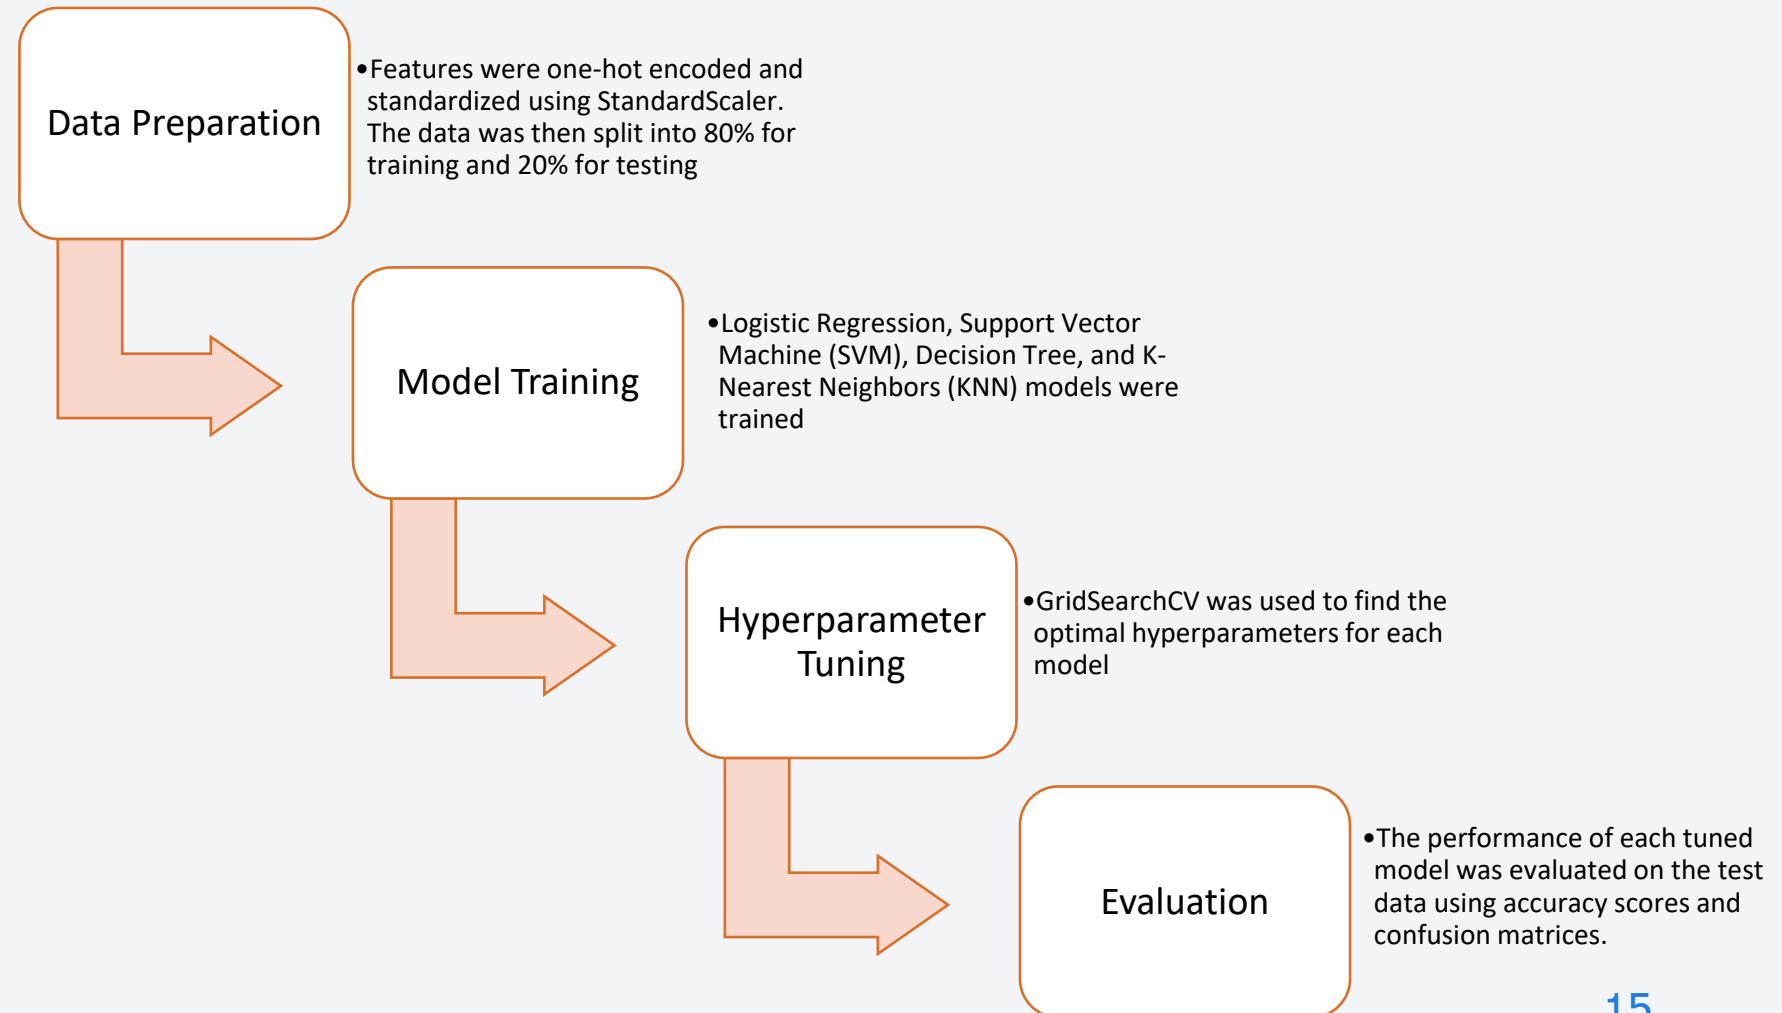 Data Preparation
•Features were one-hot encoded and
standardized using StandardScaler.
The data was then split into 80% for
training and 20% for testing
Model Training
•Logistic Regression, Support Vector
Machine (SVM), Decision Tree, and K-
Nearest Neighbors (KNN) models were
trained
Hyperparameter
Tuning
•GridSearchCV was used to find the
optimal hyperparameters for each
model
Evaluation
•The performance of each tuned
model was evaluated on the test
data using accuracy scores and
confusion matrices.
15